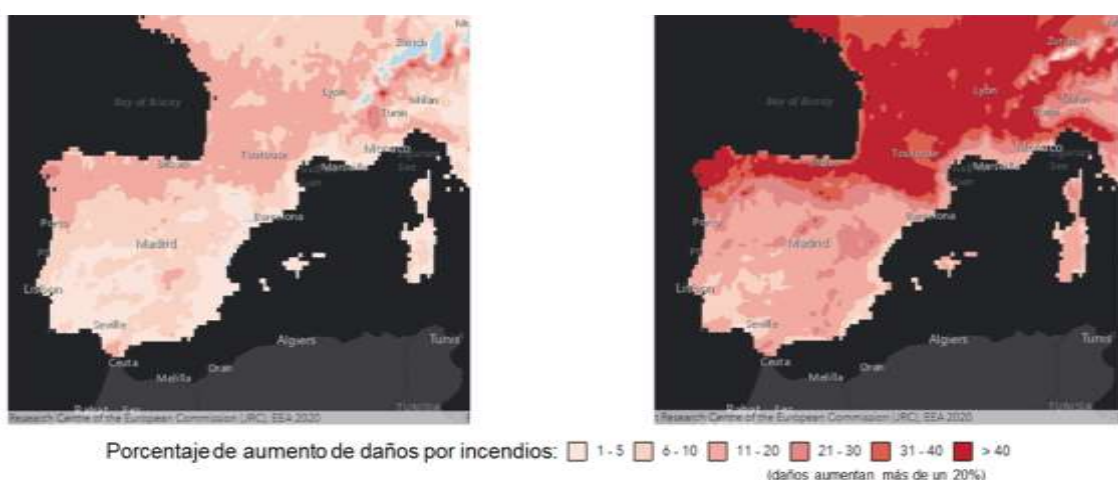 Zurich
Bay of Biscay
Lyon
Milan
Turin
Toulouse
Monaco
Marseille
Bilbao
Porto
Barcelona
Madrid
Lisbon
Seville
Algiers
Tunis
Ceuta
Oran
Melilla
Research Centre of the European Commission (JRC), EEA 2020
Bay of Biscay
Lyon
Toulouse
Monaco
Marseille
Porto
Barcelona
Madrid
Lisbon
Seville
Algiers
Tunis
Ceuta
Oran
Melilla
t Research Centre of the European Commission (JRC), EEA 2020
Porcentaje de aumento de daños por incendios: 1 - 5 6 - 10 11 - 20 21 - 30 31 - 40 > 40
(daños aumentan más de un 20%)